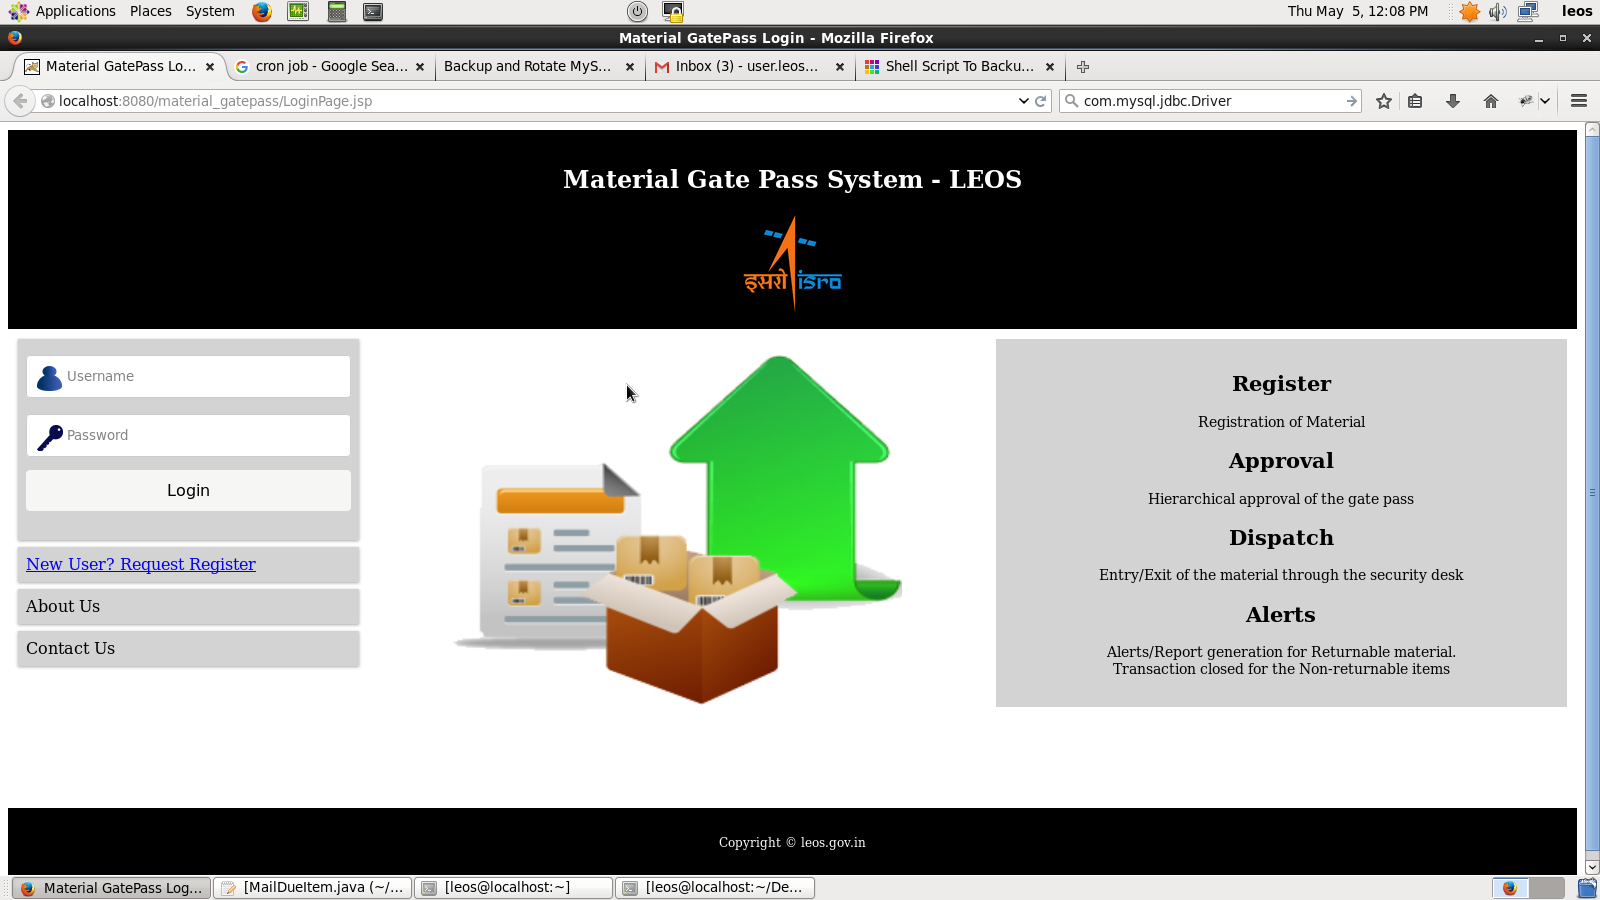 Applications Places System
Thu May 5, 12:08 PM
leos
Material GatePass Login - Mozilla Firefox
Material GatePass Lo...
cron job - Google Sea...
Backup and Rotate MyS...
Inbox (3) - user.leos...
Shell Script To Backu...
localhost:8080/material_gatepass/LoginPage.jsp
com.mysql.jdbc.Driver
Material Gate Pass System - LEOS
इसरो isro
Username
Password
Login
New User? Request Register
About Us
Contact Us
Register
Registration of Material
Approval
Hierarchical approval of the gate pass
Dispatch
Entry/Exit of the material through the security desk
Alerts
Alerts/Report generation for Returnable material.
Transaction closed for the Non-returnable items
Copyright © leos.gov.in
Material GatePass Log...
[MailDueItem.java (~/...
[leos@localhost:~]
[leos@localhost:~/De...